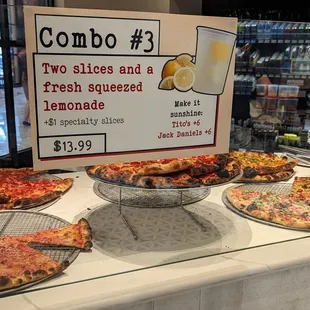 Combo #3
Two slices and a
fresh squeezed
lemonade
+$1 specialty slices
$13.99
Make it
sunshine:
Tito's +6
Jack Daniels +6